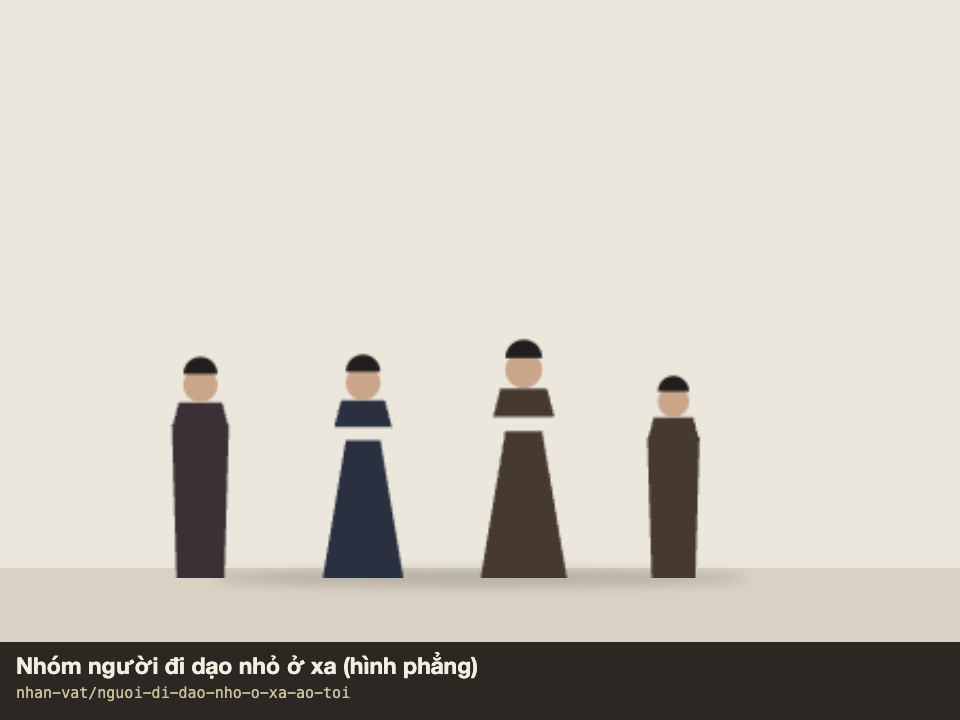 Nhóm người đi dạo nhỏ ở xa (hình phẳng)
nhan-vat/nguoi-di-dao-nho-o-xa-ao-toi